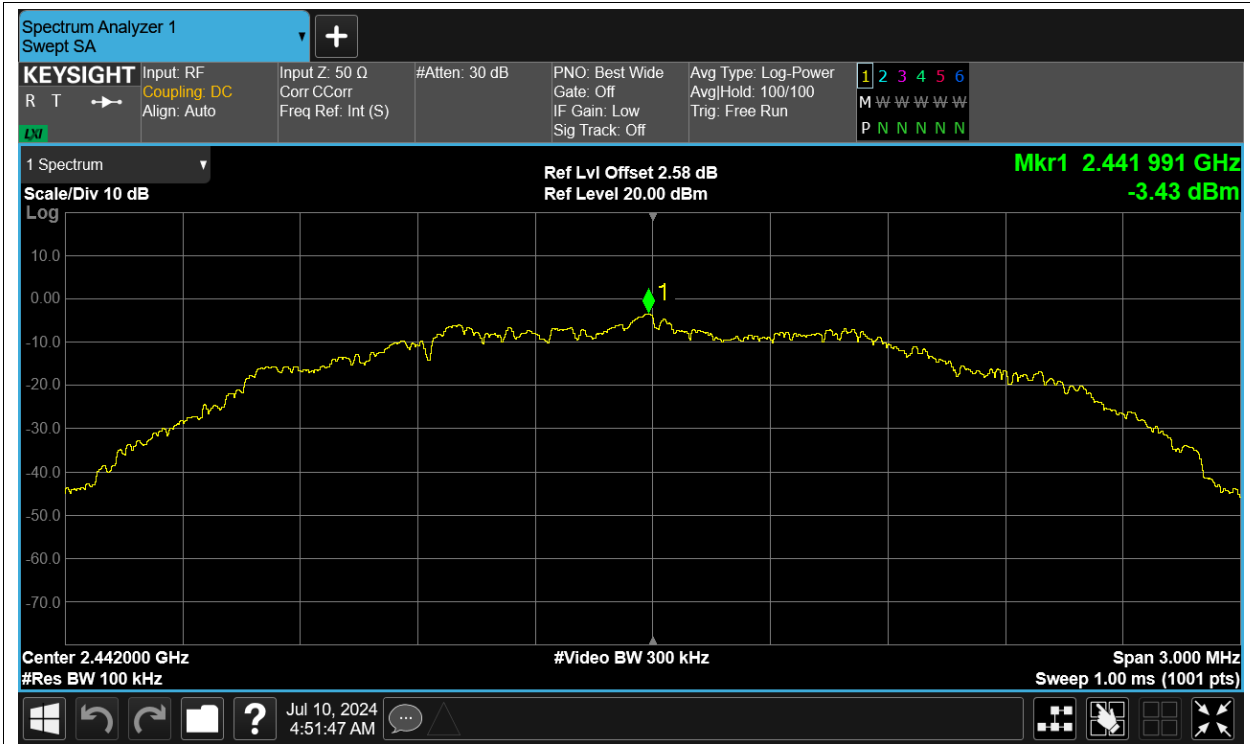 Spectrum Analyzer 1
Swept SA
+
KEYSIGHT
R T
LXI
Input: RF
Coupling: DC
Align: Auto
Input Z: 50 Ω
Corr CCorr
Freq Ref: Int (S)
#Atten: 30 dB
PNO: Best Wide
Gate: Off
IF Gain: Low
Sig Track: Off
Avg Type: Log-Power
Avg|Hold: 100/100
Trig: Free Run
1 2 3 4 5 6
M W W W W W
P N N N N N
1 Spectrum
Scale/Div 10 dB
Log
Ref Lvl Offset 2.58 dB
Ref Level 20.00 dBm
Mkr1 2.441 991 GHz
-3.43 dBm
10.0
0.00
1
-10.0
-20.0
-30.0
-40.0
-50.0
-60.0
-70.0
Center 2.442000 GHz
#Res BW 100 kHz
#Video BW 300 kHz
Span 3.000 MHz
Sweep 1.00 ms (1001 pts)
?
Jul 10, 2024
4:51:47 AM